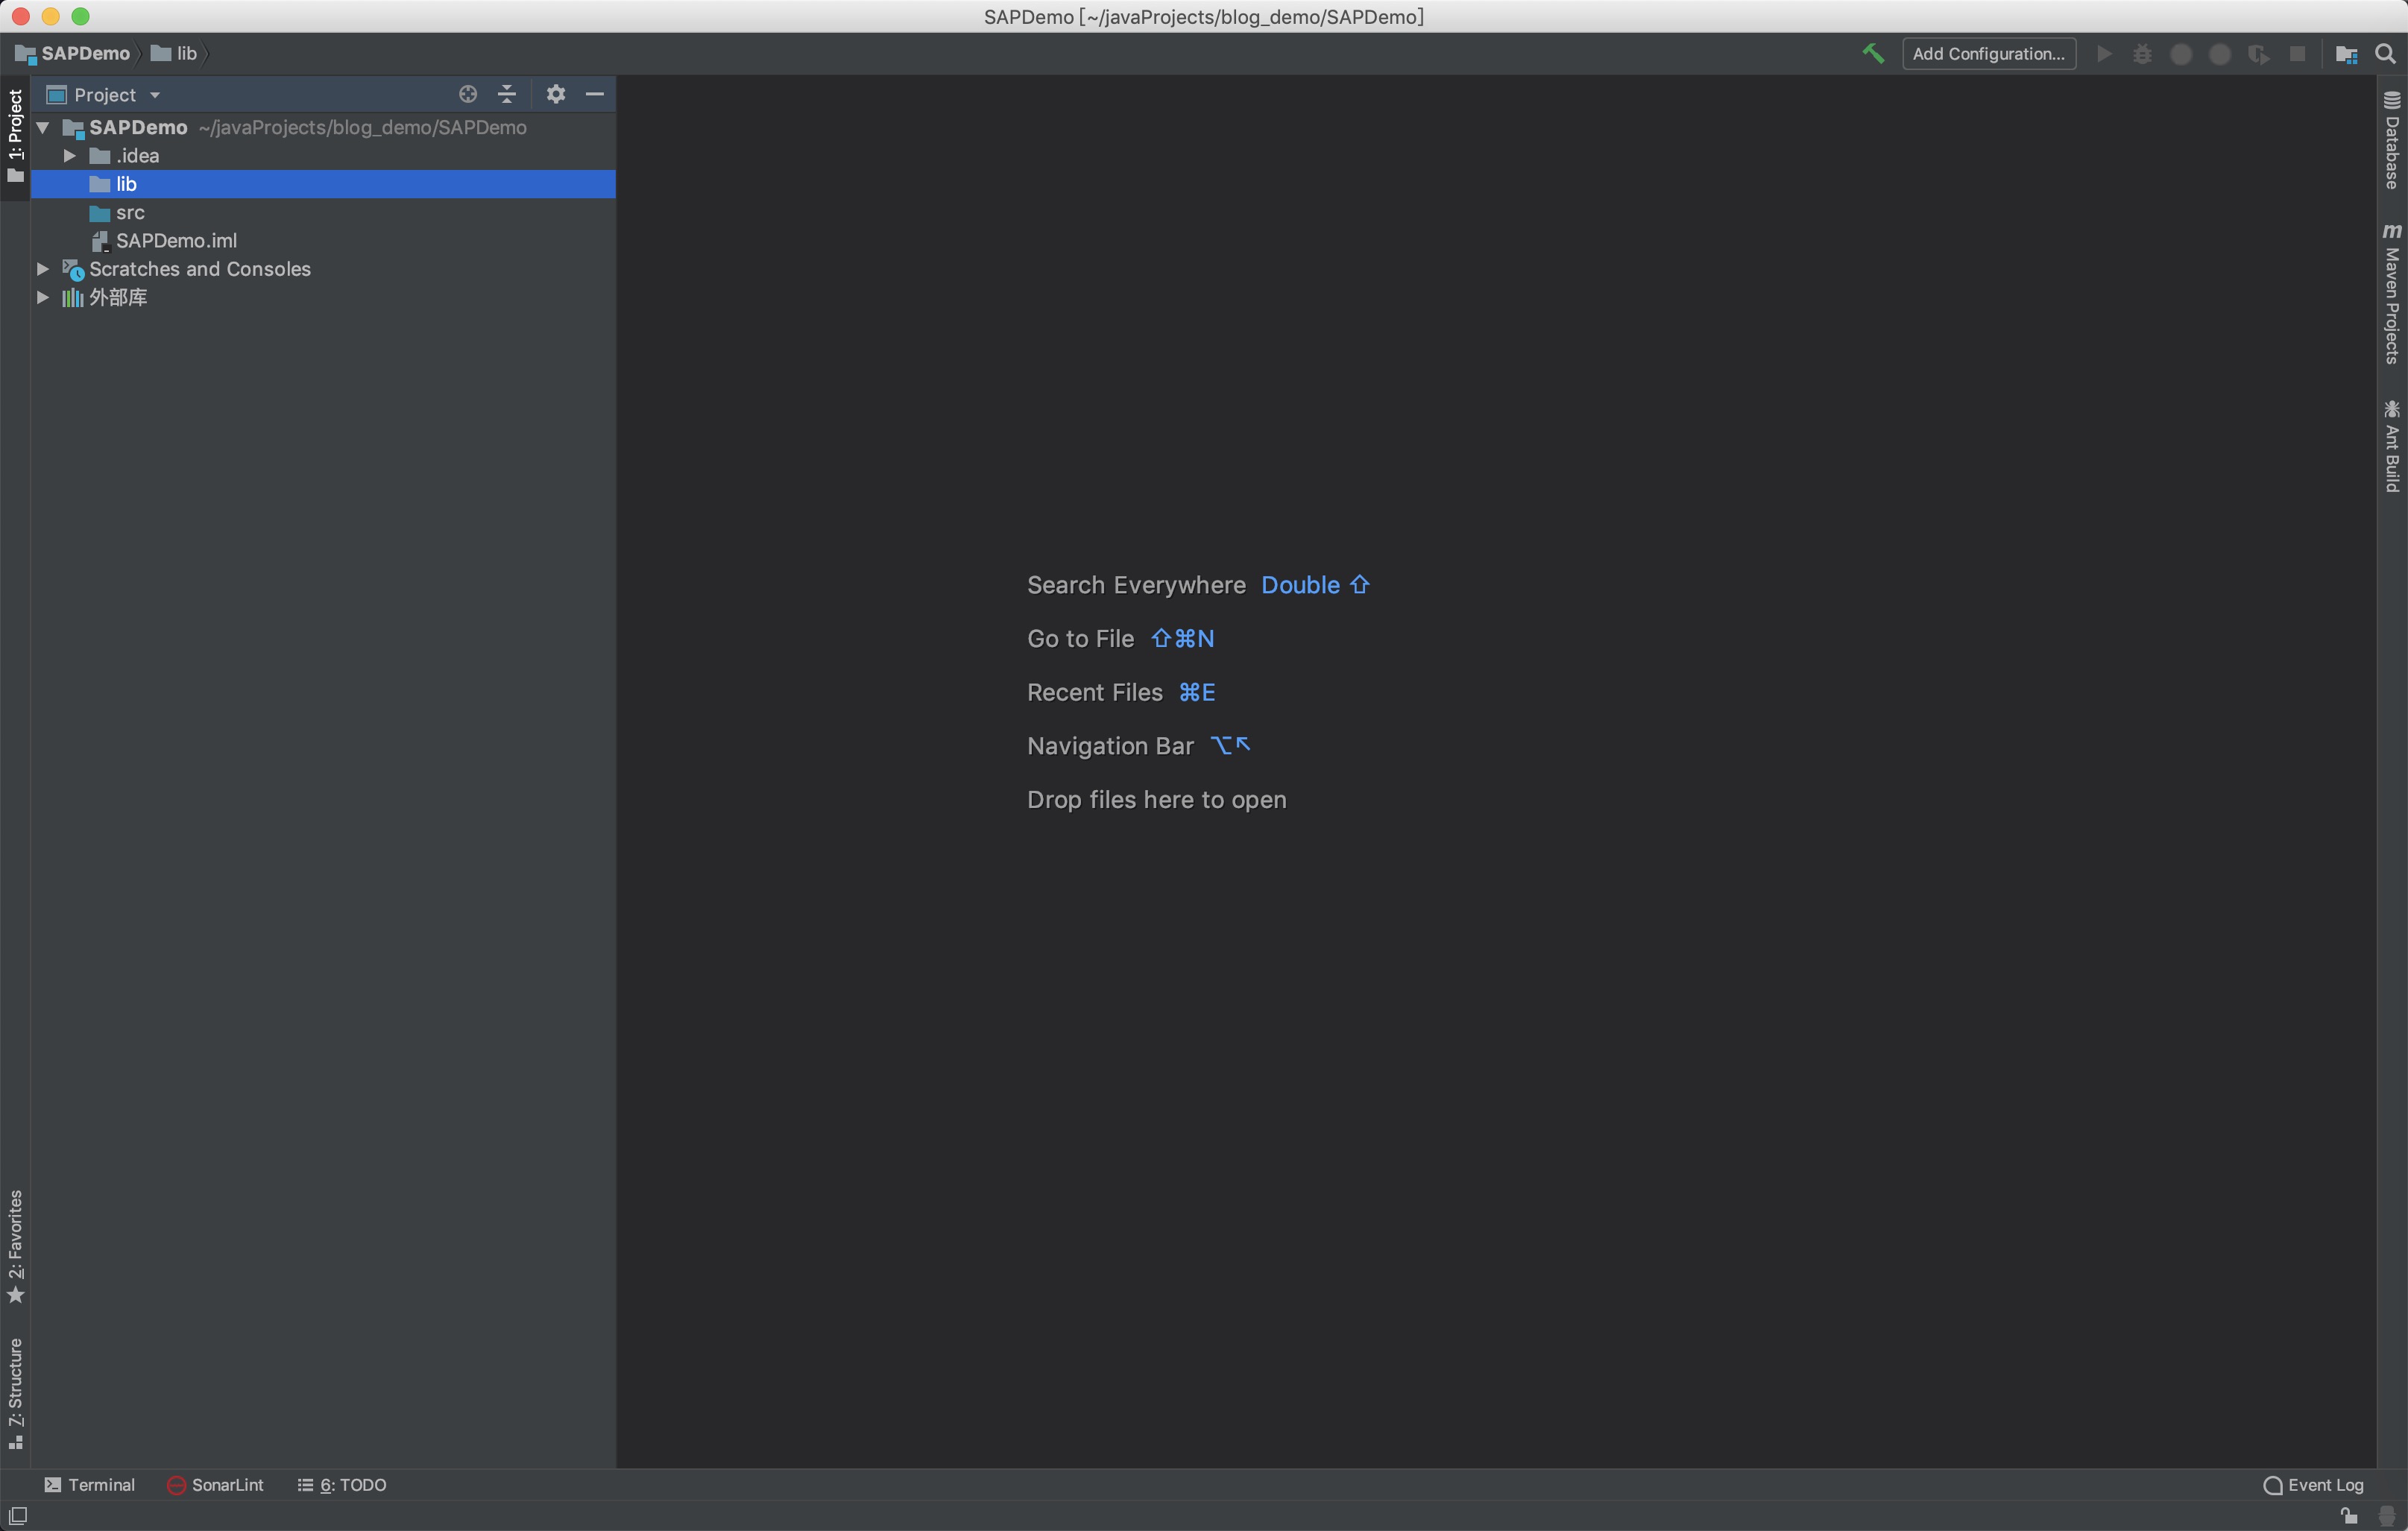 SAPDemo [~/javaProjects/blog_demo/SAPDemo]
SAPDemo lib
Add Configuration...
1: Project
Project
SAPDemo ~/javaProjects/blog_demo/SAPDemo
.idea
lib
src
SAPDemo.iml
Scratches and Consoles
外部库
Search Everywhere Double ⇧
Go to File ⇧⌘N
Recent Files ⌘E
Navigation Bar ⌥↖
Drop files here to open
Database
m Maven Projects
Ant Build
2: Favorites
7: Structure
Terminal SonarLint 6: TODO
Event Log